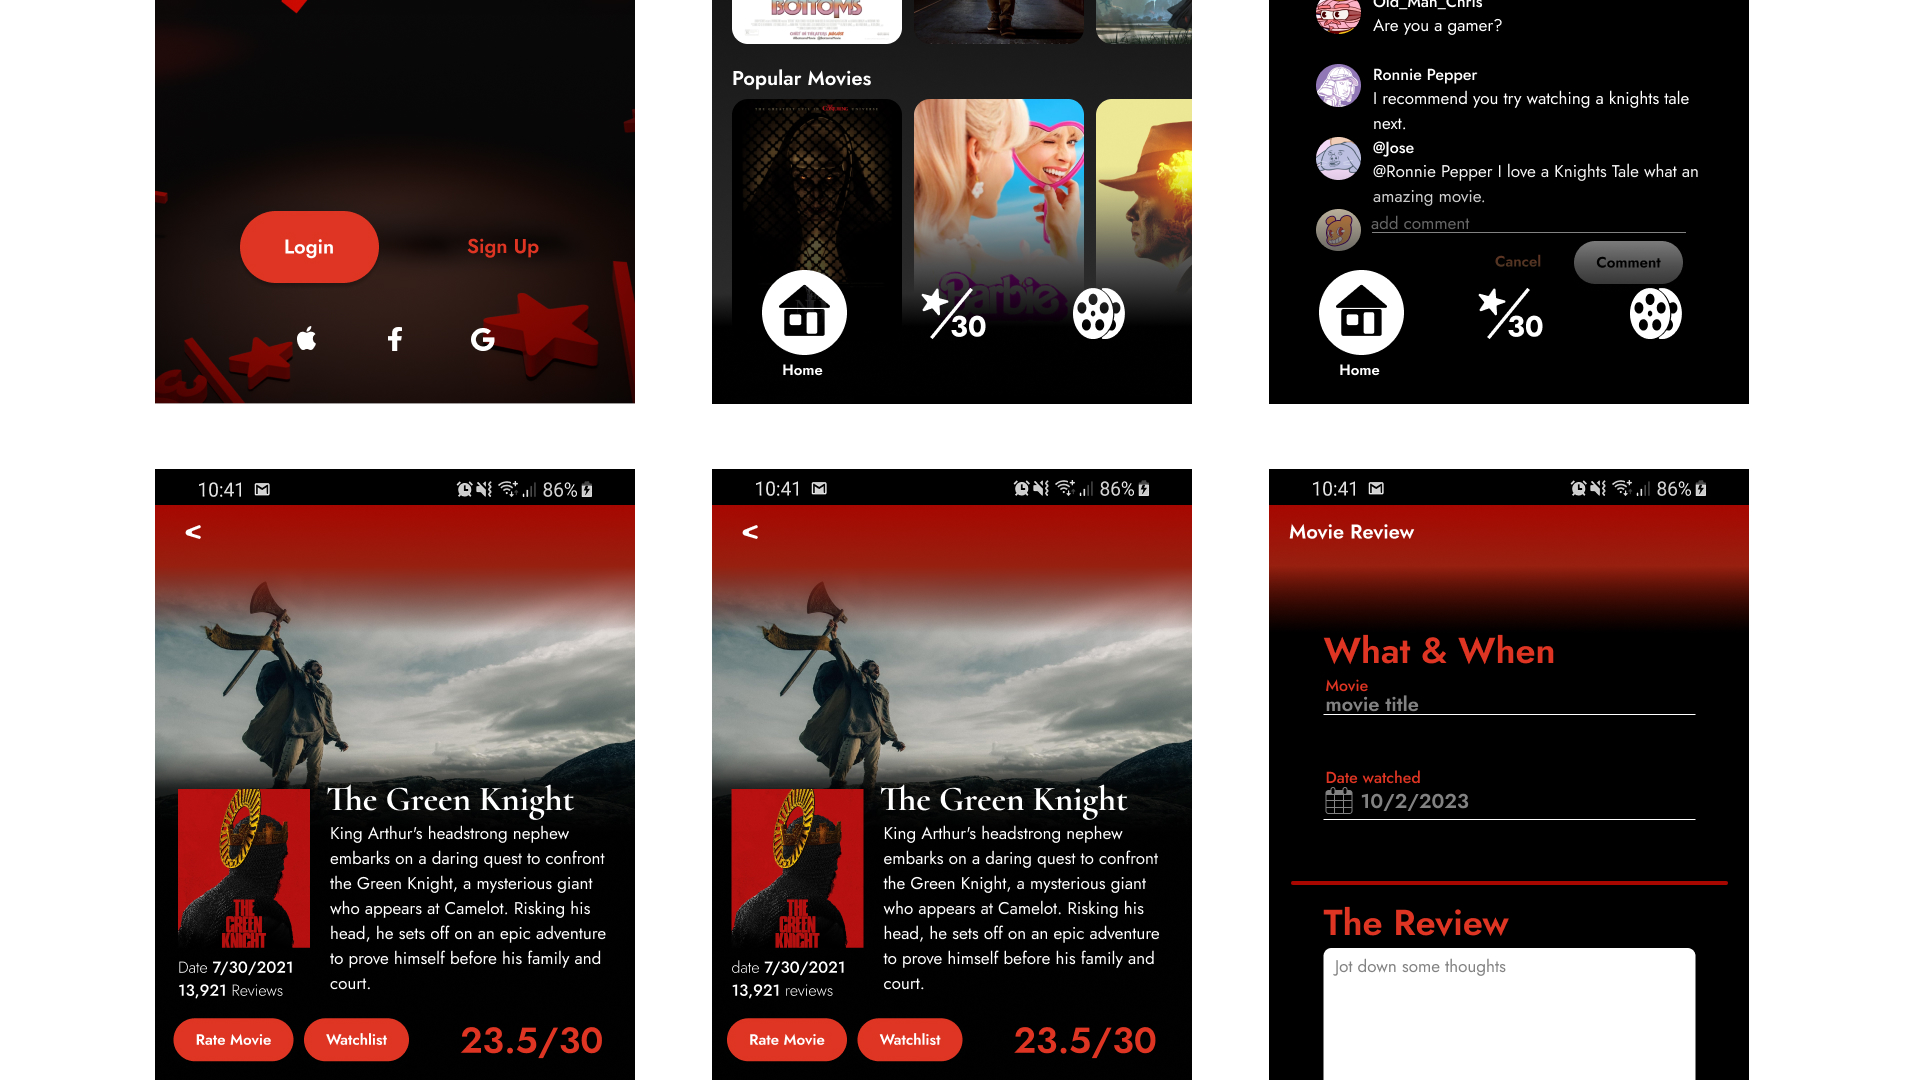 Login
Sign Up
BOTTOMS
Popular Movies
Barbie
/30
Home
Old_Man_Chris
Are you a gamer?
Ronnie Pepper
I recommend you try watching a knights tale
next.
@Jose
@Ronnie Pepper I love a Knights Tale what an
amazing movie.
add comment
Cancel
Comment
/30
Home
10:41
86%
<
The Green Knight
King Arthur's headstrong nephew
embarks on a daring quest to confront
the Green Knight, a mysterious giant
who appears at Camelot. Risking his
head, he sets off on an epic adventure
to prove himself before his family and
court.
THE
GREEN
KNIGHT
Date 7/30/2021
13,921 Reviews
Rate Movie
Watchlist
23.5/30
10:41
86%
<
The Green Knight
King Arthur's headstrong nephew
embarks on a daring quest to confront
the Green Knight, a mysterious giant
who appears at Camelot. Risking his
head, he sets off on an epic adventure
to prove himself before his family and
court.
THE
GREEN
KNIGHT
date 7/30/2021
13,921 reviews
Rate Movie
Watchlist
23.5/30
10:41
86%
Movie Review
What & When
Movie
movie title
Date watched
10/2/2023
The Review
Jot down some thoughts